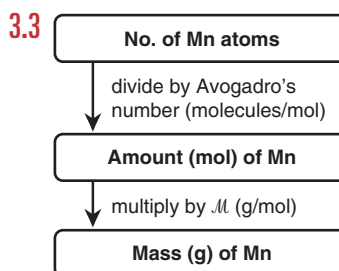 3.3
No. of Mn atoms
divide by Avogadro’s
number (molecules/mol)
Amount (mol) of Mn
multiply by ℳ (g/mol)
Mass (g) of Mn